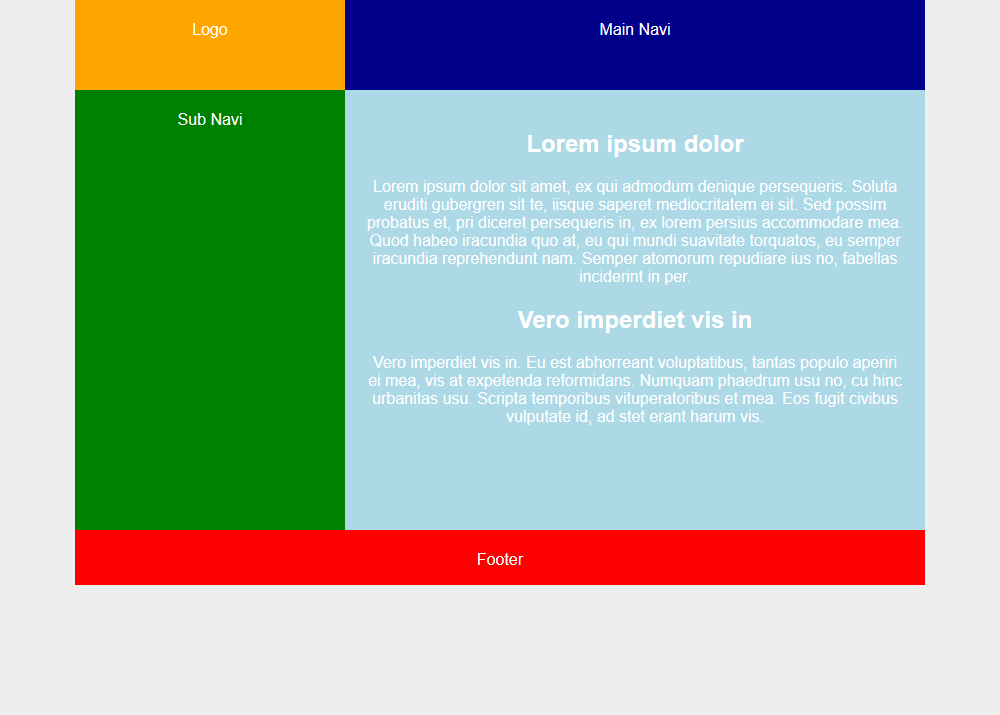 Logo
Main Navi
Sub Navi
Lorem ipsum dolor
Lorem ipsum dolor sit amet, ex qui admodum denique persequeris. Soluta
eruditi gubergren sit te, iisque saperet mediocritatem ei sit. Sed possim
probatus et, pri diceret persequeris in, ex lorem persius accommodare mea.
Quod habeo iracundia quo at, eu qui mundi suavitate torquatos, eu semper
iracundia reprehendunt nam. Semper atomorum repudiare ius no, fabellas
inciderint in per.
Vero imperdiet vis in
Vero imperdiet vis in. Eu est abhorreant voluptatibus, tantas populo aperiri
ei mea, vis at expetenda reformidans. Numquam phaedrum usu no, cu hinc
urbanitas usu. Scripta temporibus vituperatoribus et mea. Eos fugit civibus
vulputate id, ad stet erant harum vis.
Footer